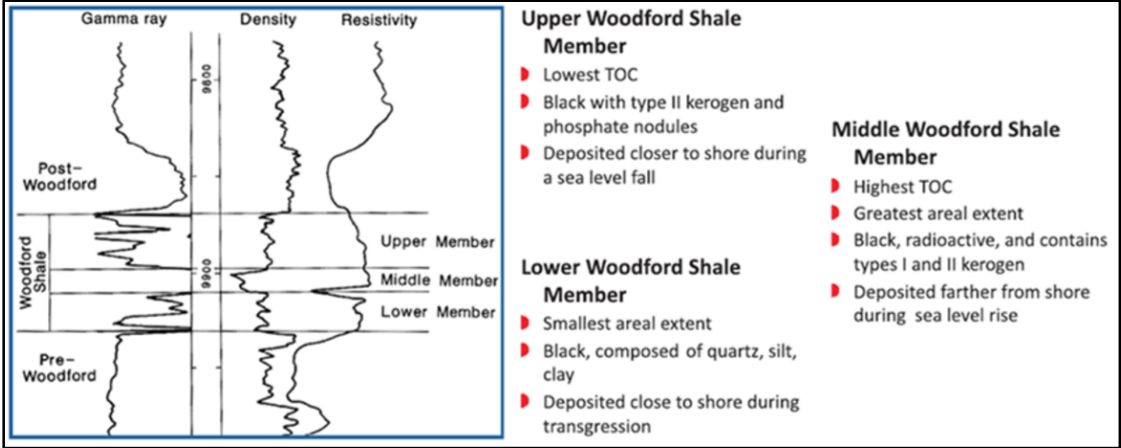 Gamma ray
Density
Resistivity
9800
Post–
Woodford
Woodford
Shale
Upper Member
9900
Middle Member
Lower Member
Pre–
Woodford
Upper Woodford Shale
Member
Lowest TOC
Black with type II kerogen and
phosphate nodules
Deposited closer to shore during
a sea level fall
Lower Woodford Shale
Member
Smallest areal extent
Black, composed of quartz, silt,
clay
Deposited close to shore during
transgression
Middle Woodford Shale
Member
Highest TOC
Greatest areal extent
Black, radioactive, and contains
types I and II kerogen
Deposited farther from shore
during sea level rise